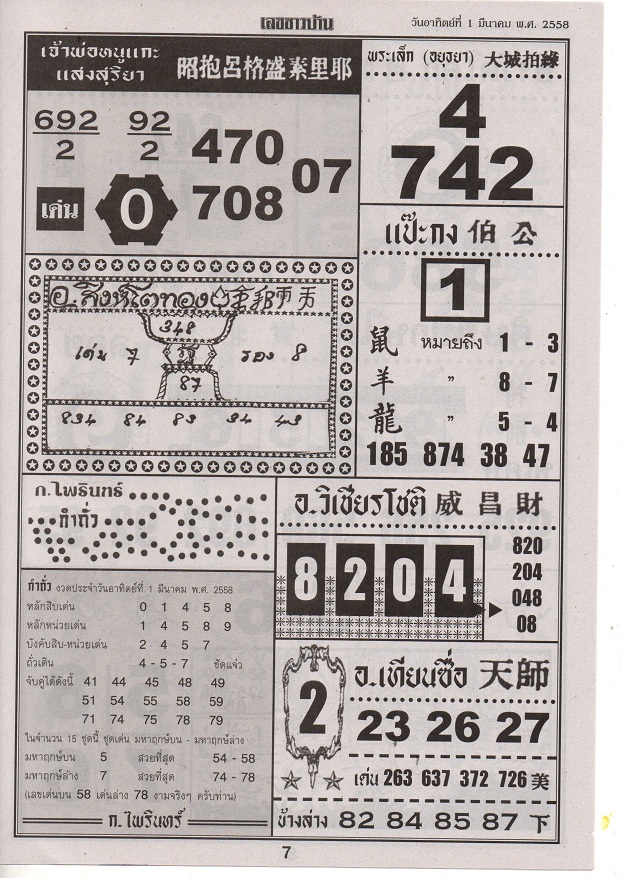 เลขชาวบ้าน
วันอาทิตย์ที่ 1 มีนาคม พ.ศ. 2558
เจ้าพ่อหนูแกะ
แสงสุริยา
昭抱呂格盛素里耶
692
2
92
2
470
708
07
เด่น
0
พระเล็ก (อยุธยา) 大城拍緣
4
742
แป๊ะกง 伯公
1
鼠 หมายถึง 1 - 3
羊 " 8 - 7
龍 " 5 - 4
185 874 38 47
อ.สิงห์โตทอง
348
เด่น 7 รอง 8
87
834 84 83 34 43
ก.ไพรินทร์
กำถั่ว
กำถั่ว งวดประจำวันอาทิตย์ที่ 1 มีนาคม พ.ศ. 2558
หลักสิบเด่น 0 1 4 5 8
หลักหน่วยเด่น 1 4 5 8 9
บังคับสิบ-หน่วยเด่น 2 4 5 7
ถั่วเดิน 4 - 5 - 7 ชัดแจ๋ว
จับคู่ได้ดังนี้ 41 44 45 48 49
51 54 55 58 59
71 74 75 78 79
ในจำนวน 15 ชุดนี้ ชุดเด่น มหาฤกษ์บน - มหาฤกษ์ล่าง
มหาฤกษ์บน 5 สวยที่สุด 54 - 58
มหาฤกษ์ล่าง 7 สวยที่สุด 74 - 78
(เลขเด่นบน 58 เด่นล่าง 78 งามจริงๆ ครับท่าน)
ก.ไพรินทร์
อ.วิเชียรโชติ 威昌財
8 2 0 4
820
204
048
08
2
อ.เทียนซือ 天師
23 26 27
เด่น 263 637 372 726 美
ข้างล่าง 82 84 85 87 下
7